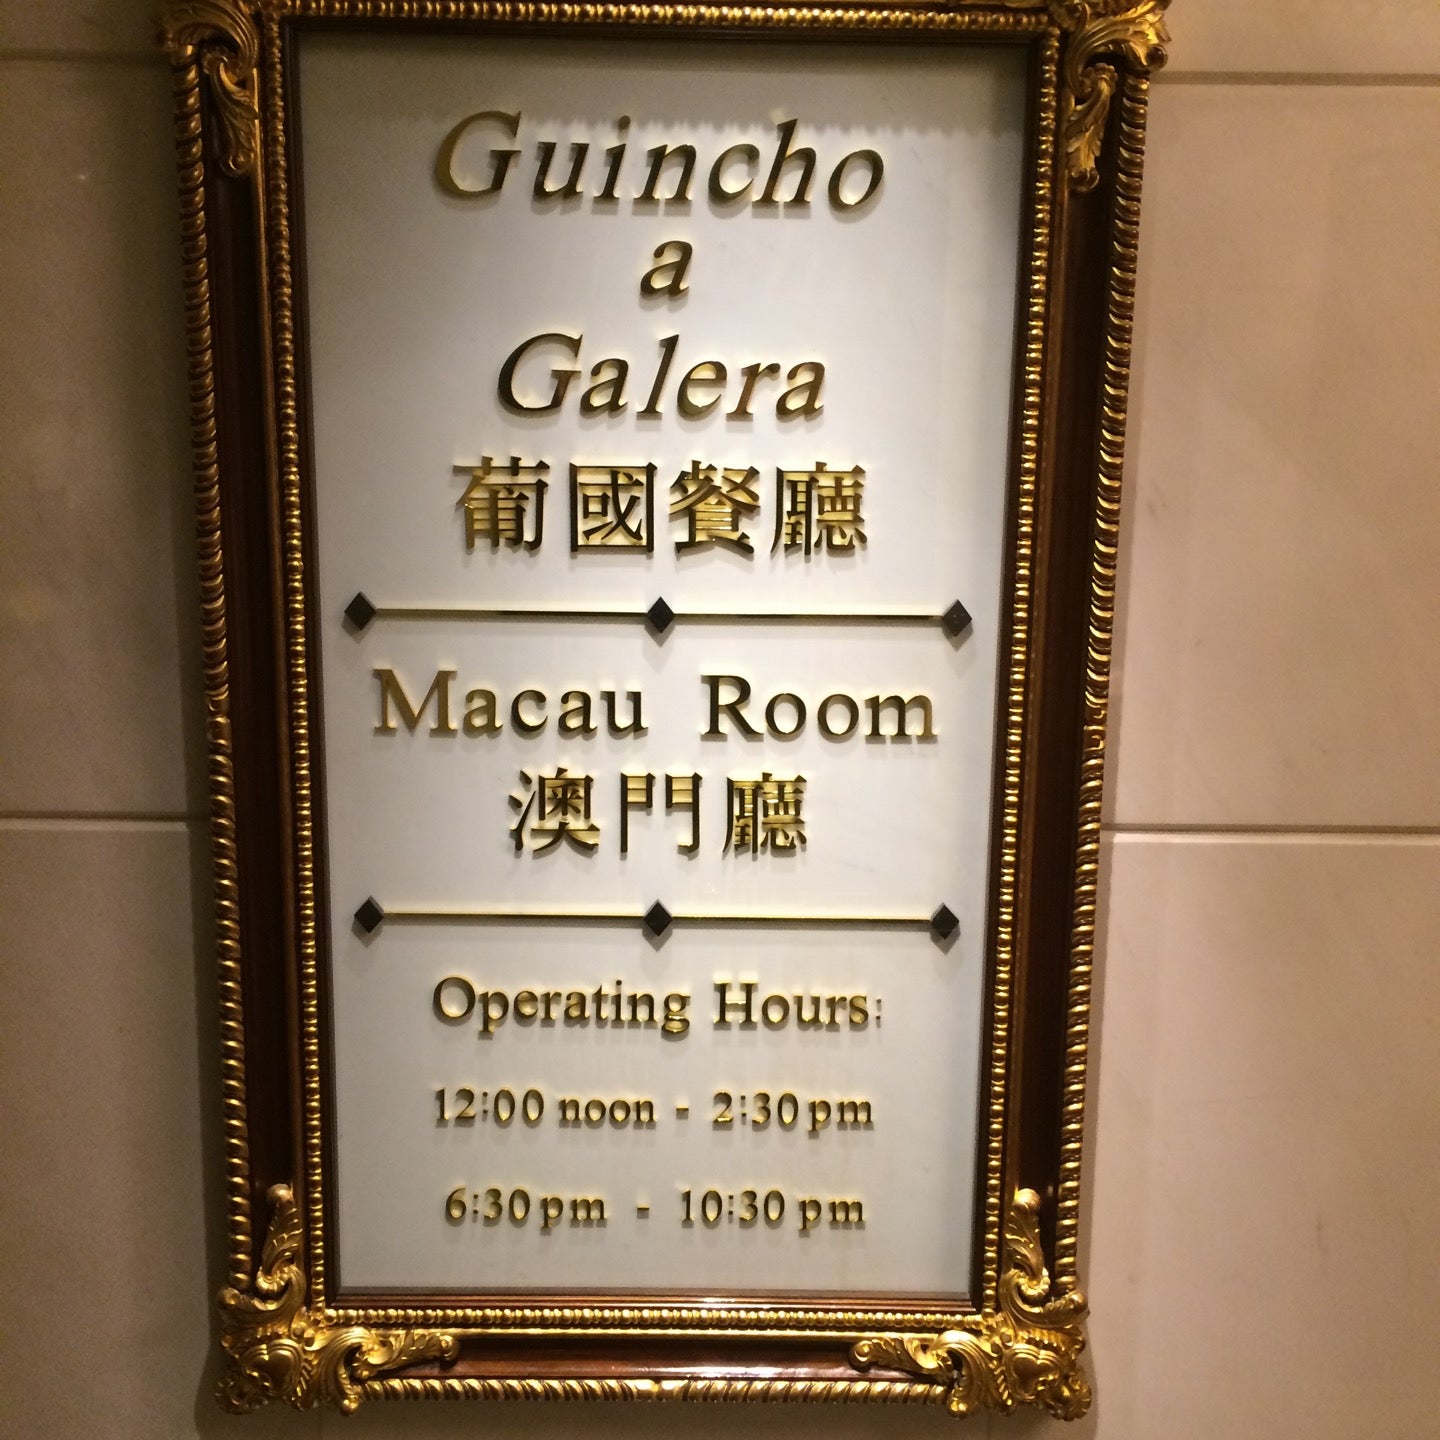 Guincho
a
Galera
葡國餐廳
Macau Room
澳門廳
Operating Hours:
12:00 noon - 2:30 pm
6:30 pm - 10:30 pm